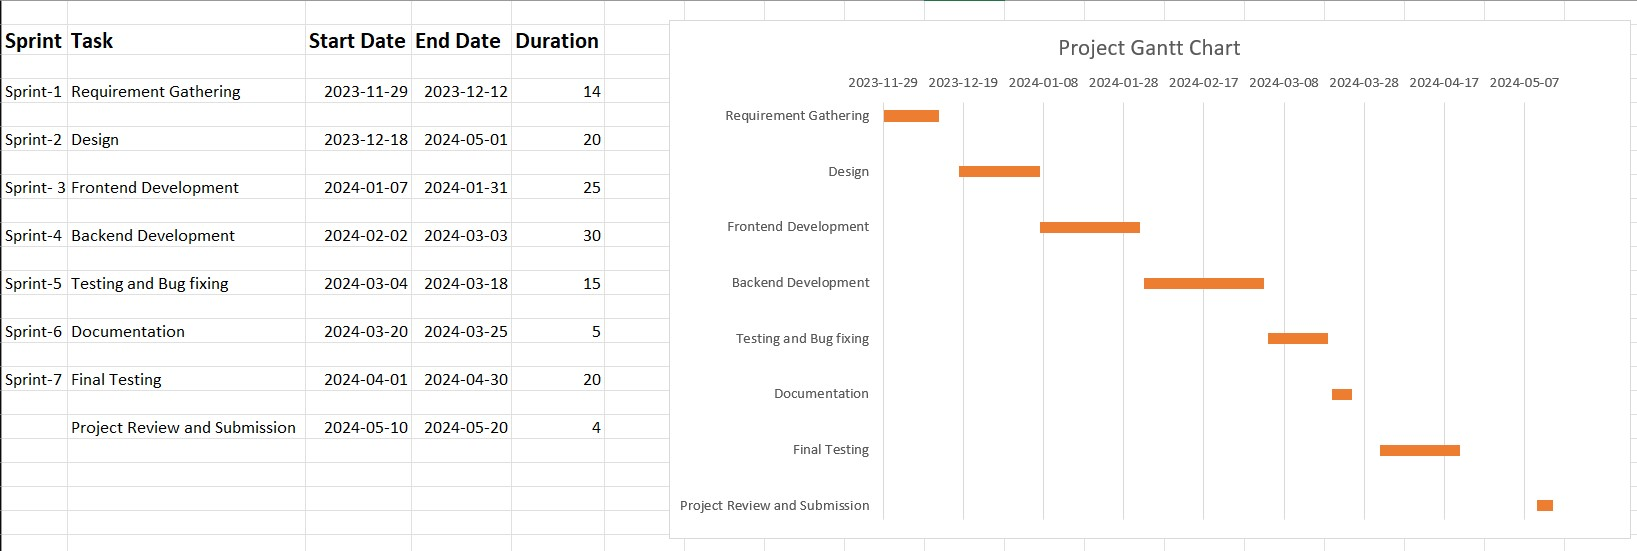 Sprint Task Start Date End Date Duration
Sprint-1 Requirement Gathering 2023-11-29 2023-12-12 14
Sprint-2 Design 2023-12-18 2024-05-01 20
Sprint- 3 Frontend Development 2024-01-07 2024-01-31 25
Sprint-4 Backend Development 2024-02-02 2024-03-03 30
Sprint-5 Testing and Bug fixing 2024-03-04 2024-03-18 15
Sprint-6 Documentation 2024-03-20 2024-03-25 5
Sprint-7 Final Testing 2024-04-01 2024-04-30 20
Project Review and Submission 2024-05-10 2024-05-20 4
Project Gantt Chart
2023-11-29 2023-12-19 2024-01-08 2024-01-28 2024-02-17 2024-03-08 2024-03-28 2024-04-17 2024-05-07
Requirement Gathering
Design
Frontend Development
Backend Development
Testing and Bug fixing
Documentation
Final Testing
Project Review and Submission